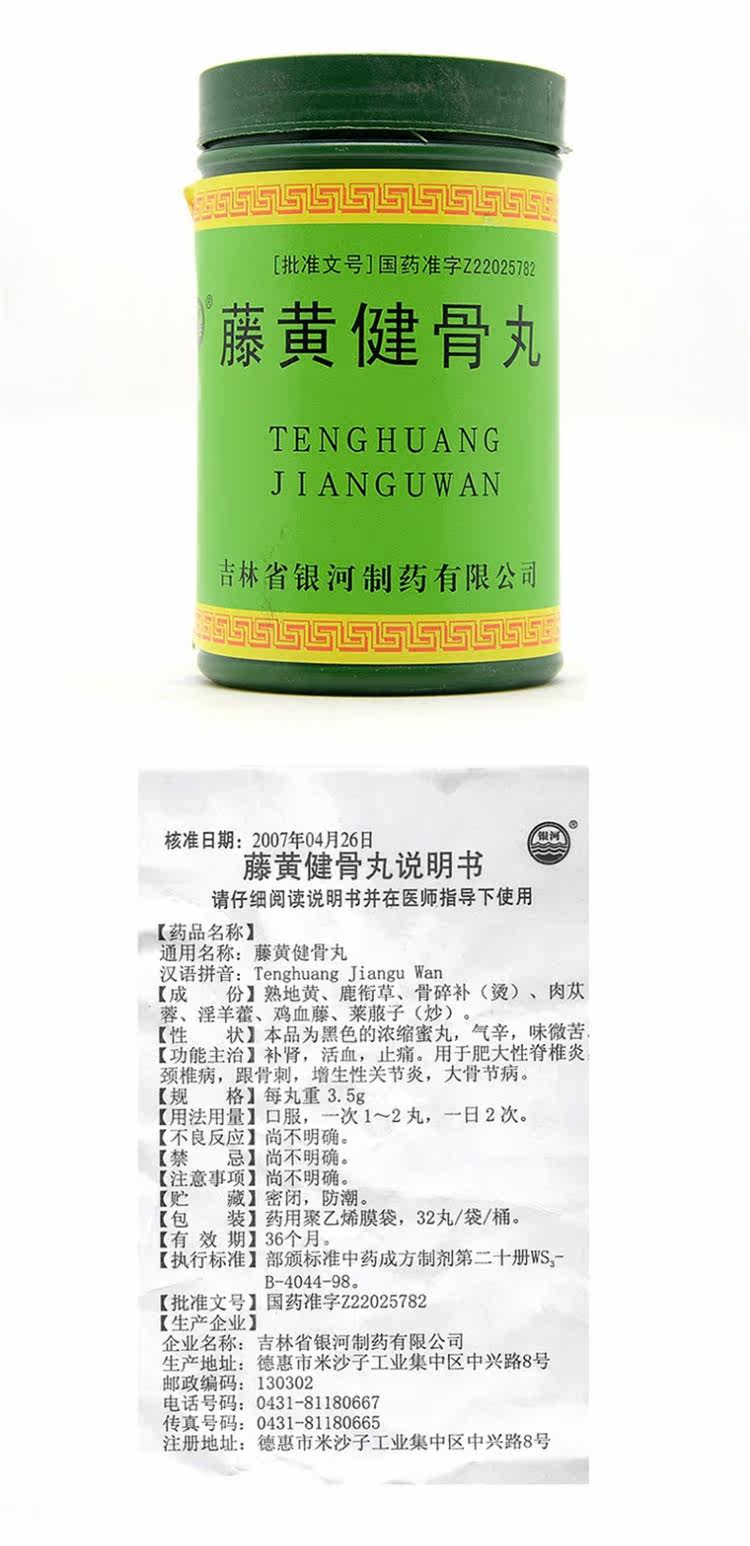 [批准文号]国药准字Z22025782
®
藤黄健骨丸
TENGHUANG
JIANGUWAN
吉林省银河制药有限公司
核准日期：2007年04月26日
银河®
藤黄健骨丸说明书
请仔细阅读说明书并在医师指导下使用
【药品名称】
通用名称：藤黄健骨丸
汉语拼音：Tenghuang Jiangu Wan
【成　　份】熟地黄、鹿衔草、骨碎补（烫）、肉苁
蓉、淫羊藿、鸡血藤、莱菔子（炒）。
【性　　状】本品为黑色的浓缩蜜丸，气辛，味微苦.
【功能主治】补肾，活血，止痛。用于肥大性脊椎炎，
颈椎病，跟骨刺，增生性关节炎，大骨节病。
【规　　格】每丸重 3.5g
【用法用量】口服，一次 1～2 丸，一日 2 次。
【不良反应】尚不明确。
【禁　　忌】尚不明确。
【注意事项】尚不明确。
【贮　　藏】密闭，防潮。
【包　　装】药用聚乙烯膜袋，32丸/袋/桶。
【有 效 期】36个月。
【执行标准】部颁标准中药成方制剂第二十册WS₃-
B-4044-98。
【批准文号】国药准字Z22025782
【生产企业】
企业名称：吉林省银河制药有限公司
生产地址：德惠市米沙子工业集中区中兴路8号
邮政编码：130302
电话号码：0431-81180667
传真号码：0431-81180665
注册地址：德惠市米沙子工业集中区中兴路8号